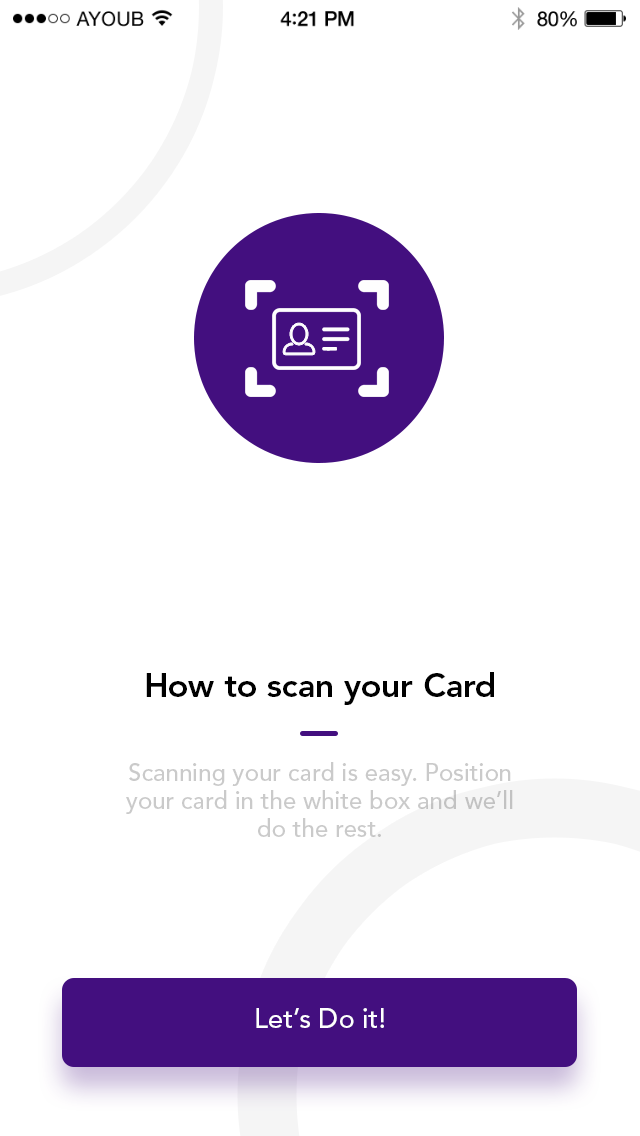 AYOUB 4:21 PM 80%
How to scan your Card
Scanning your card is easy. Position
your card in the white box and we’ll
do the rest.
Let’s Do it!